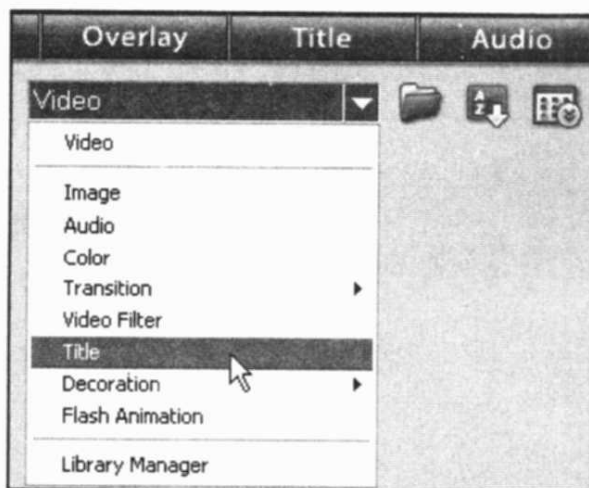 Overlay Title Audio
Video
Video
Image
Audio
Color
Transition
Video Filter
Title
Decoration
Flash Animation
Library Manager